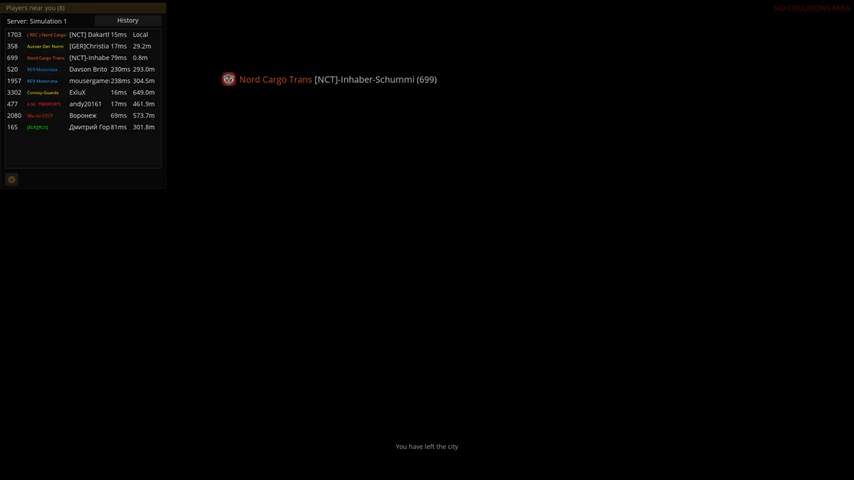 Players near you (8)
Server: Simulation 1 History
1703 [ REC ] Nord Cargo [NCT] Dakart! 15ms Local
358 Ausser Der Norm [GER]Christia 17ms 29.2m
699 Nord Cargo Trans [NCT]-Inhabe 79ms 0.8m
520 Davson Brito 230ms 293.0m
1957 mousergame 238ms 304.5m
3302 Convoy-Guards ExluX 16ms 649.0m
477 andy20161 17ms 461.9m
2080 Воронеж 69ms 573.7m
165 Дмитрий Гор 81ms 301.8m
NO COLLISIONS AREA
Nord Cargo Trans [NCT]-Inhaber-Schummi (699)
You have left the city